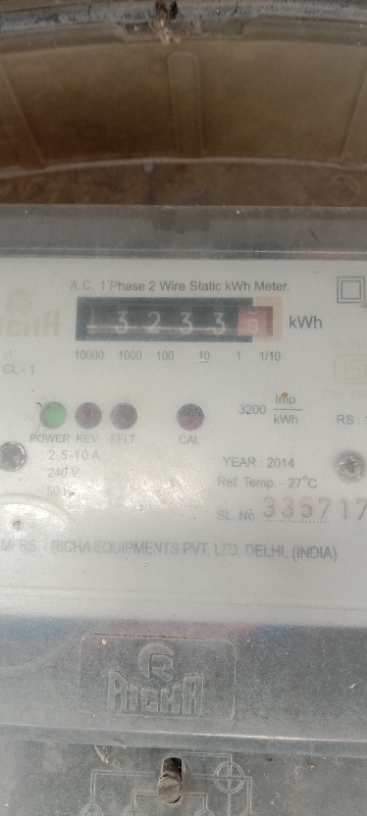 A.C. 1 Phase 2 Wire Static kWh Meter.
13233 kWh
10000 1000 100 10 1 1/10
RICHA
CL - 1
3200 Imp/kWh
POWER REV. EFLT CAL
RS :
2.5-10 A
240 V
YEAR : 2014
Ref. Temp. - 27°C
SL. No. 335717
MFRS. : RICHA EQUIPMENTS PVT. LTD. DELHI, (INDIA)
RICHA